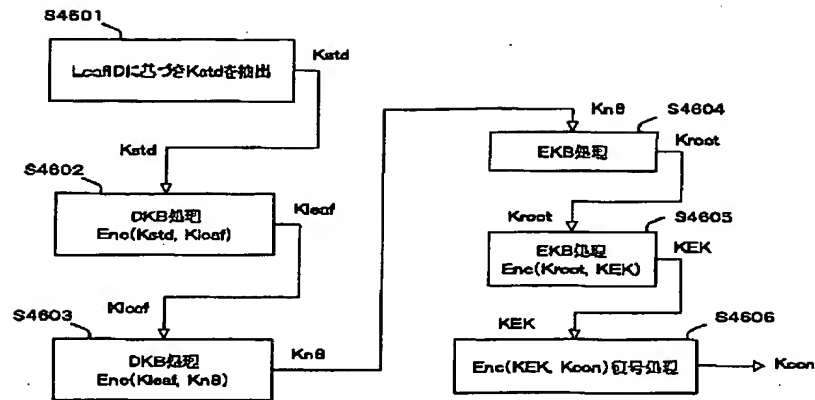 S4601
LeafIDに基づきKstdを抽出
Kstd
Kstd
S4602
DKB処理
Enc(Kstd, Kleaf)
Kleaf
Kleaf
S4603
DKB処理
Enc(Kleaf, Kn8)
Kn8
Kn8
S4604
EKB処理
Kroot
Kroot
S4605
EKB処理
Enc(Kroot, KEK)
KEK
KEK
S4606
Enc(KEK, Kcon)復号処理
Kcon